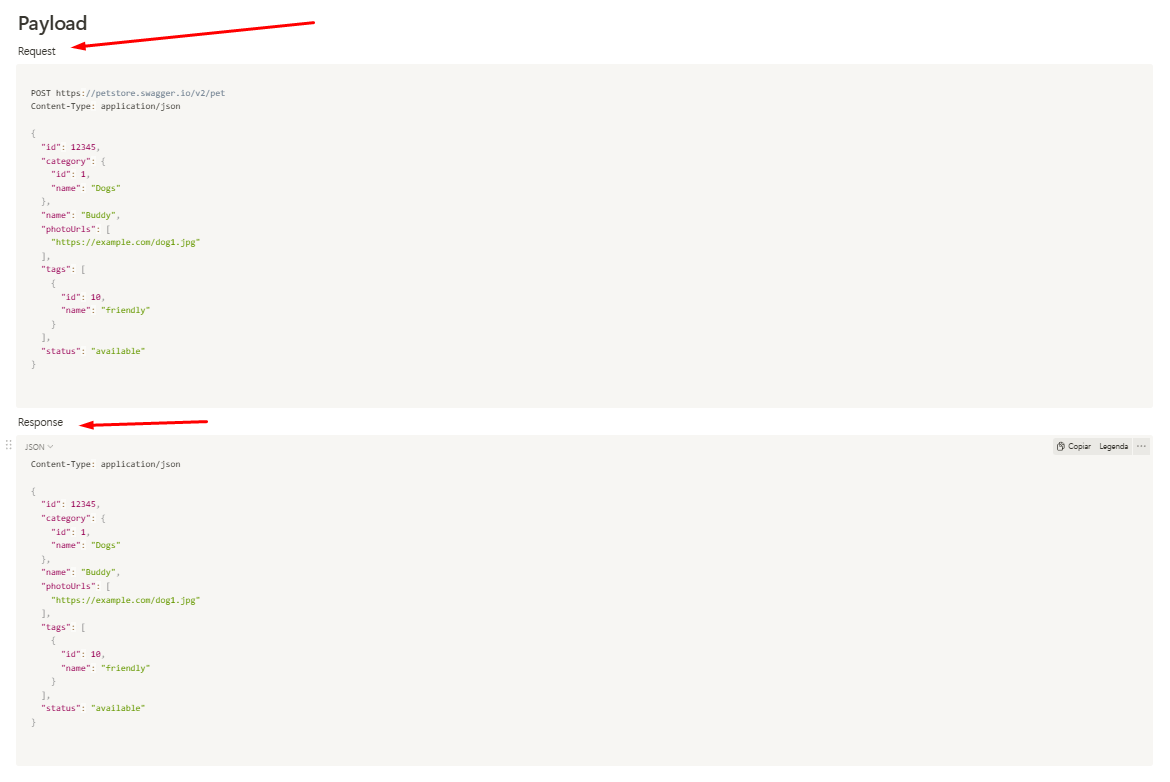 Payload
Request
POST https://petstore.swagger.io/v2/pet
Content-Type: application/json
{
"id": 12345,
"category": {
"id": 1,
"name": "Dogs"
},
"name": "Buddy",
"photoUrls": [
"https://example.com/dog1.jpg"
],
"tags": [
{
"id": 10,
"name": "friendly"
}
],
"status": "available"
}
Response
JSON
Copiar Legenda ...
Content-Type: application/json
{
"id": 12345,
"category": {
"id": 1,
"name": "Dogs"
},
"name": "Buddy",
"photoUrls": [
"https://example.com/dog1.jpg"
],
"tags": [
{
"id": 10,
"name": "friendly"
}
],
"status": "available"
}